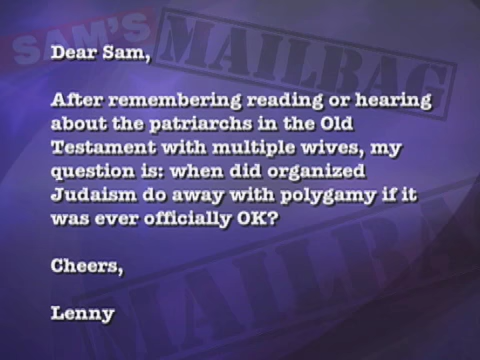 SAM'S MAILBAG
Dear Sam,
After remembering reading or hearing
about the patriarchs in the Old
Testament with multiple wives, my
question is: when did organized
Judaism do away with polygamy if it
was ever officially OK?
Cheers,
Lenny
MAILBAG